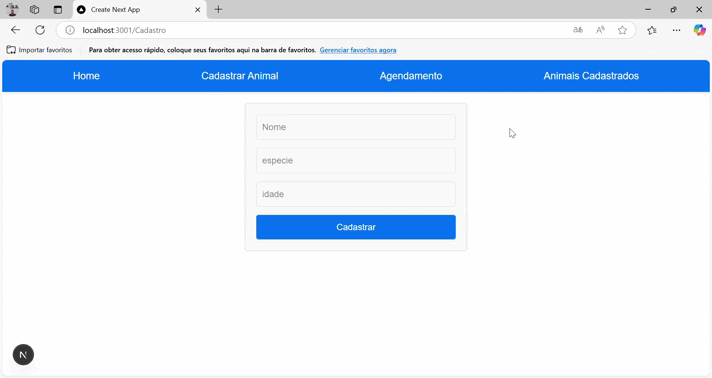 Create Next App
localhost:3001/Cadastro
Importar favoritos
Para obter acesso rápido, coloque seus favoritos aqui na barra de favoritos. Gerenciar favoritos agora
Home Cadastrar Animal Agendamento Animais Cadastrados
Nome
especie
idade
Cadastrar
N